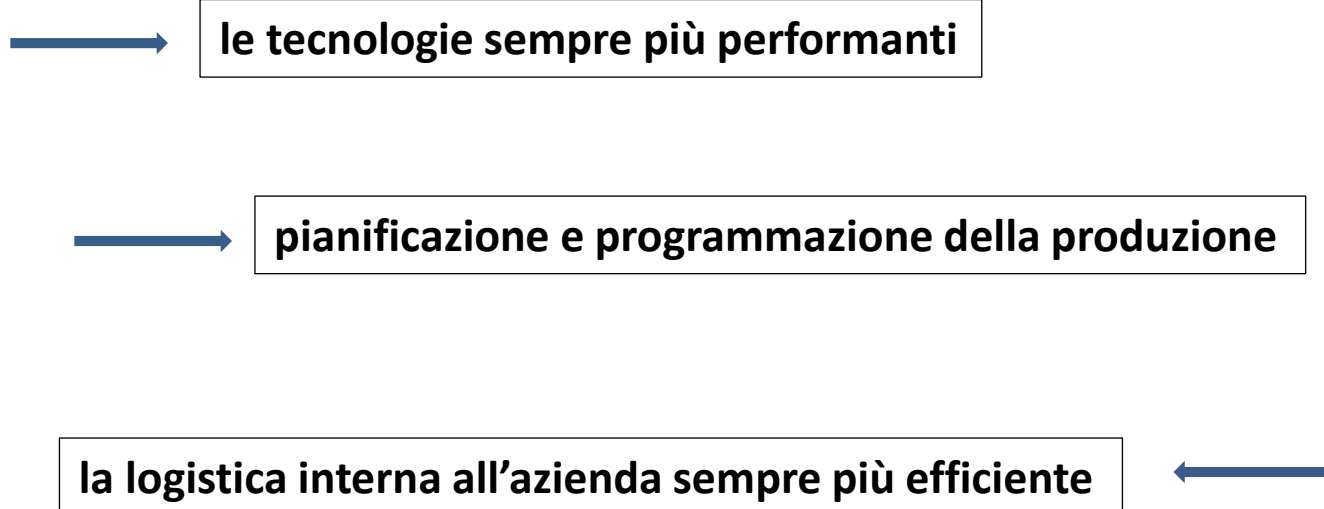 le tecnologie sempre più performanti
pianificazione e programmazione della produzione
la logistica interna all’azienda sempre più efficiente